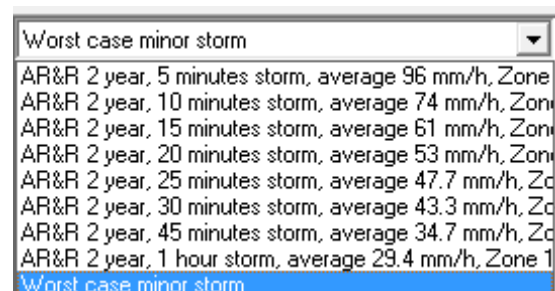 Worst case minor storm
AR&R 2 year, 5 minutes storm, average 96 mm/h, Zone
AR&R 2 year, 10 minutes storm, average 74 mm/h,
AR&R 2 year, 15 minutes storm, average 61 mm/h,
AR&R 2 year, 20 minutes storm, average 53 mm/h,
AR&R 2 year, 25 minutes storm, average 47.7 mm/h,
AR&R 2 year, 30 minutes storm, average 43.3 mm/h,
AR&R 2 year, 45 minutes storm, average 34.7 mm/h,
AR&R 2 year, 1 hour storm, average 29.4 mm/h, Zone 1
Worst case minor storm